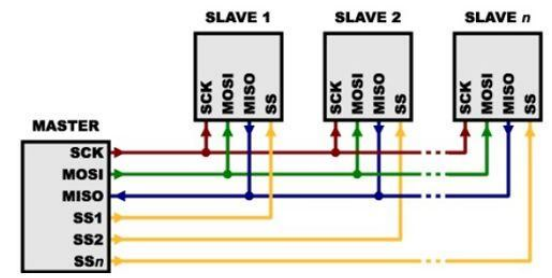 SLAVE 1
SLAVE 2
SLAVE n
SCK
MOSI
MISO
SS
SCK
MOSI
MISO
SS
SCK
MOSI
MISO
SS
MASTER
SCK
MOSI
MISO
SS1
SS2
SSn